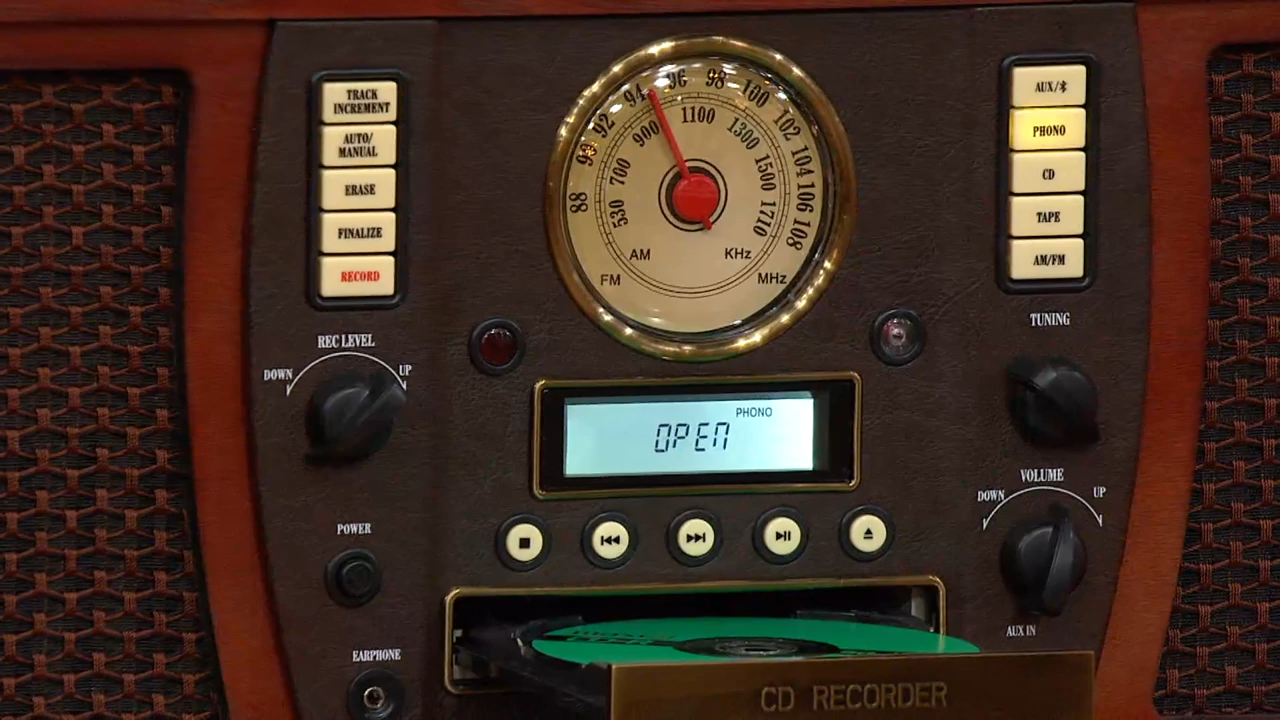 TRACK
INCREMENT
AUTO/
MANUAL
ERASE
FINALIZE
RECORD
REC LEVEL
DOWN UP
POWER
EARPHONE
88 90 92 94 96 98 100 102 104 106 108
530 700 900 1100 1300 1500 1710
AM KHz
FM MHz
PHONO
OPEN
CD RECORDER
AUX/
PHONO
CD
TAPE
AM/FM
TUNING
VOLUME
DOWN UP
AUX IN